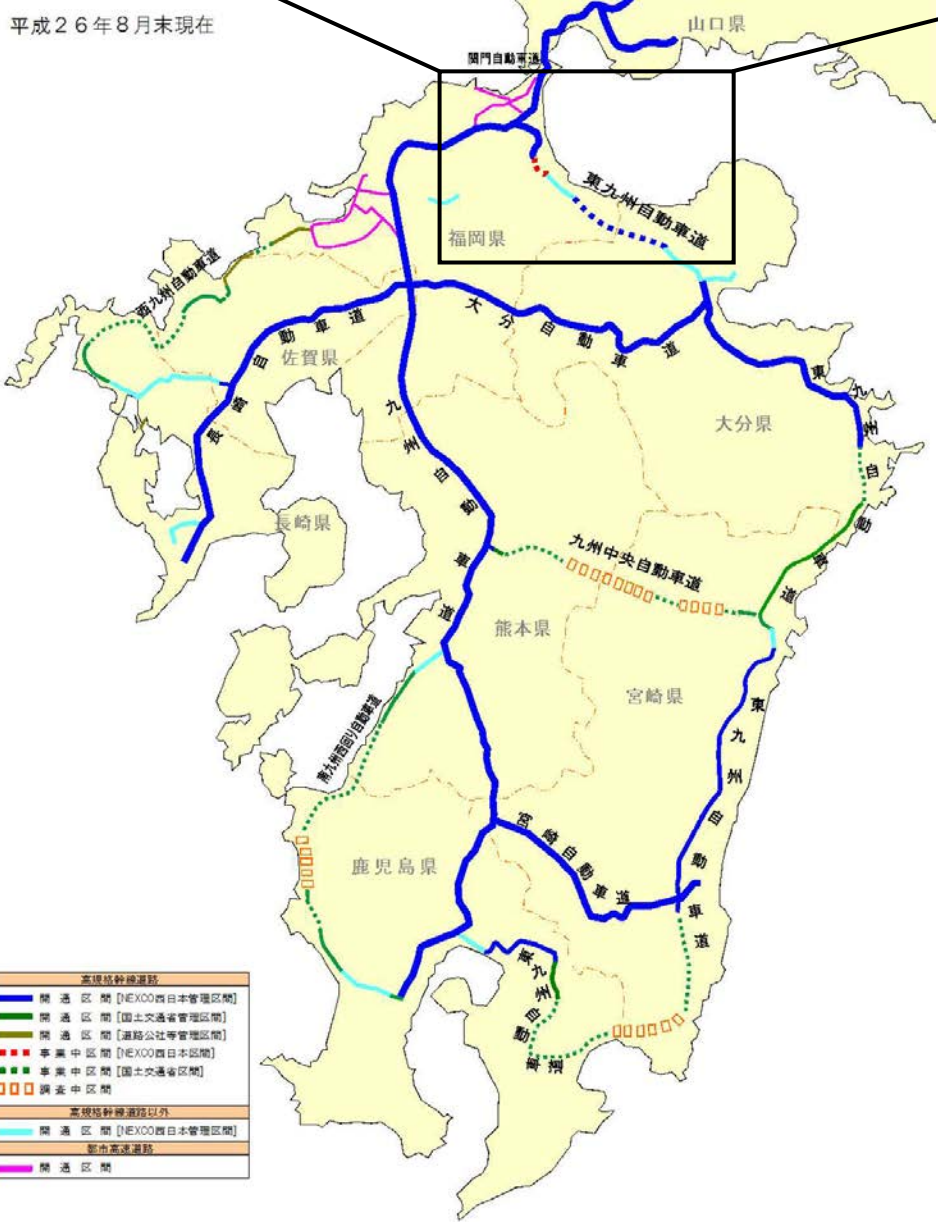 平成２６年８月末現在
山口県
関門自動車道
東九州自動車道
福岡県
西九州自動車道
長崎自動車道
佐賀県
大分自動車道
九州自動車道
大分県
東九州自動車道
長崎県
九州中央自動車道
熊本県
宮崎県
東九州自動車道
南九州西回り自動車道
宮崎自動車道
鹿児島県
東九州自動車道
高規格幹線道路
開通区間 [NEXCO西日本管理区間]
開通区間 [国土交通省管理区間]
開通区間 [道路公社等管理区間]
事業中区間 [NEXCO西日本区間]
事業中区間 [国土交通省区間]
調査中区間
高規格幹線道路以外
開通区間 [NEXCO西日本管理区間]
都市高速道路
開通区間